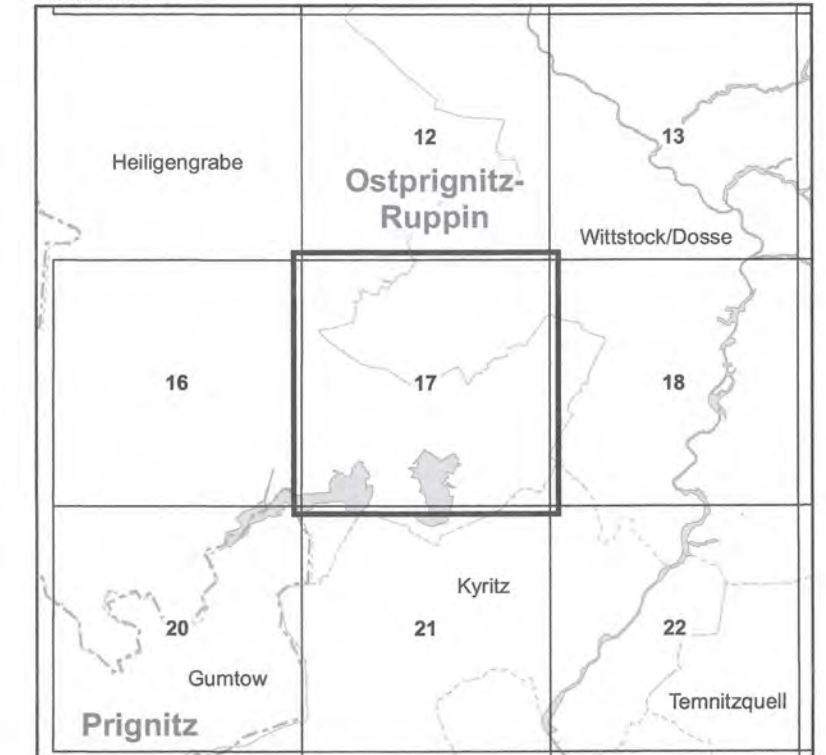 12
13
Heiligengrabe
Ostprignitz-
Ruppin
Wittstock/Dosse
16
17
18
Kyritz
20
21
22
Gumtow
Temnitzquell
Prignitz